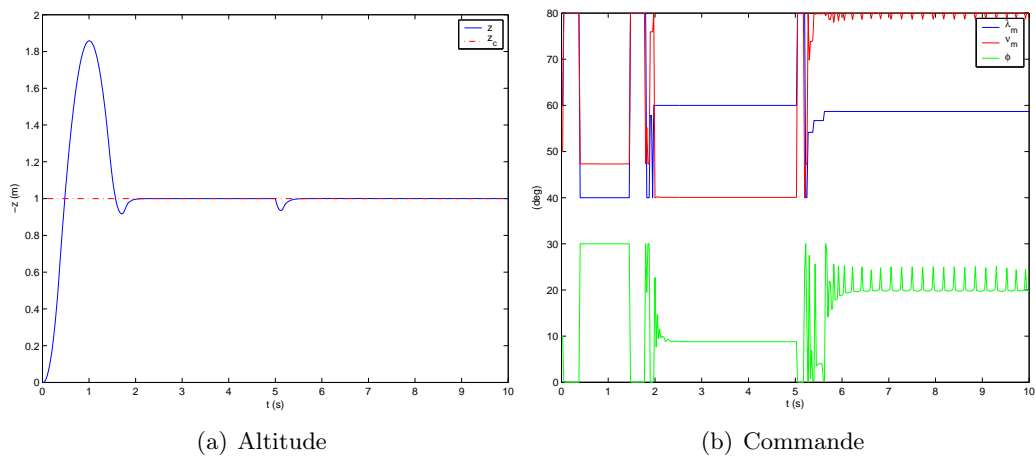 2
1.8
1.6
1.4
1.2
1
0.8
0.6
0.4
0.2
0
-z (m)
0 1 2 3 4 5 6 7 8 9 10
t (s)
z
z_c
(a) Altitude
80
70
60
50
40
30
20
10
0
(deg)
0 1 2 3 4 5 6 7 8 9 10
t (s)
λ_m
ν_m
ϕ
(b) Commande